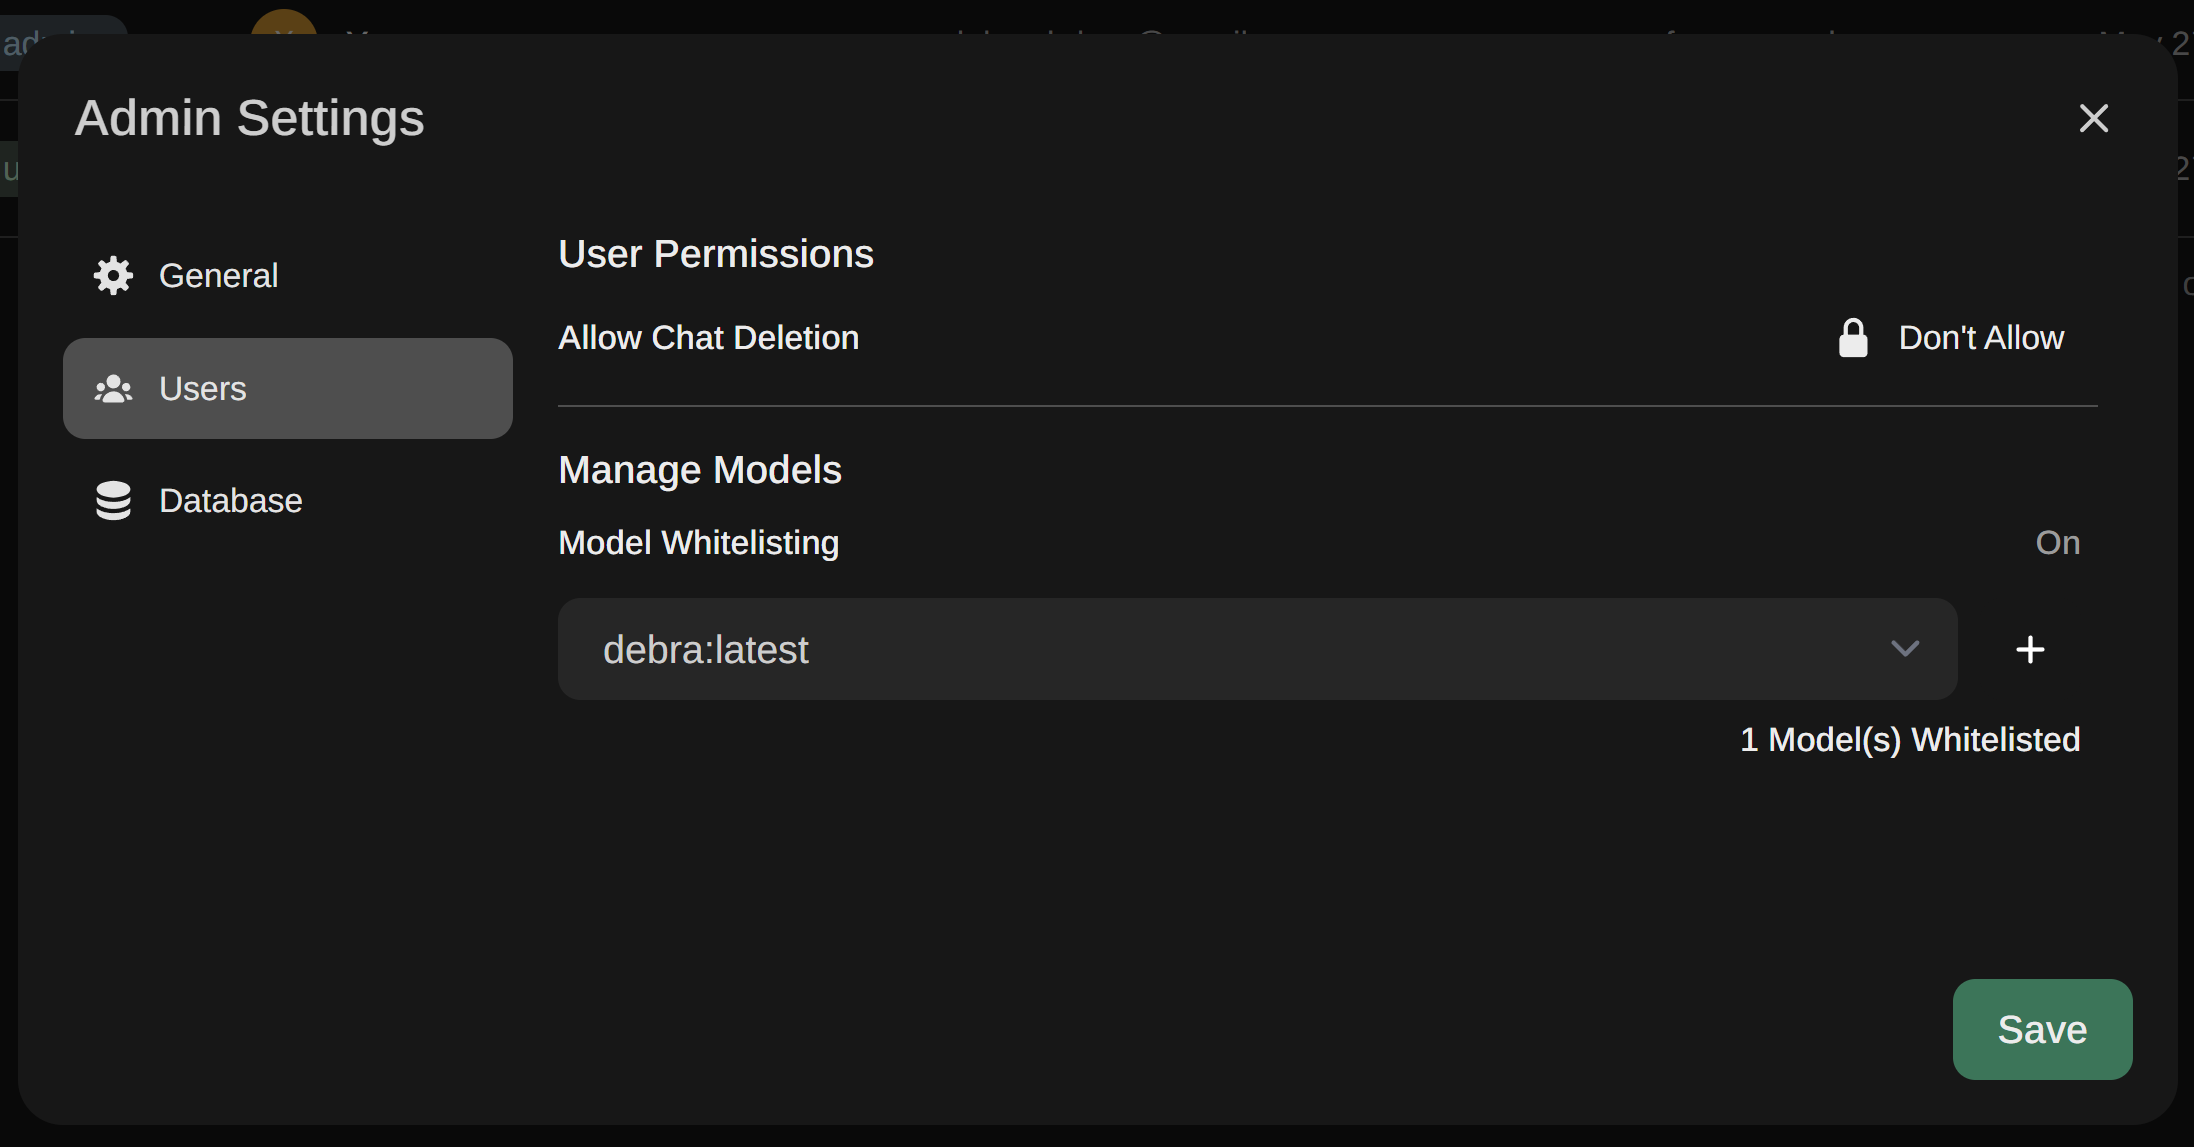 Admin Settings
General
Users
Database
User Permissions
Allow Chat Deletion
Don't Allow
Manage Models
Model Whitelisting
On
debra:latest
1 Model(s) Whitelisted
Save